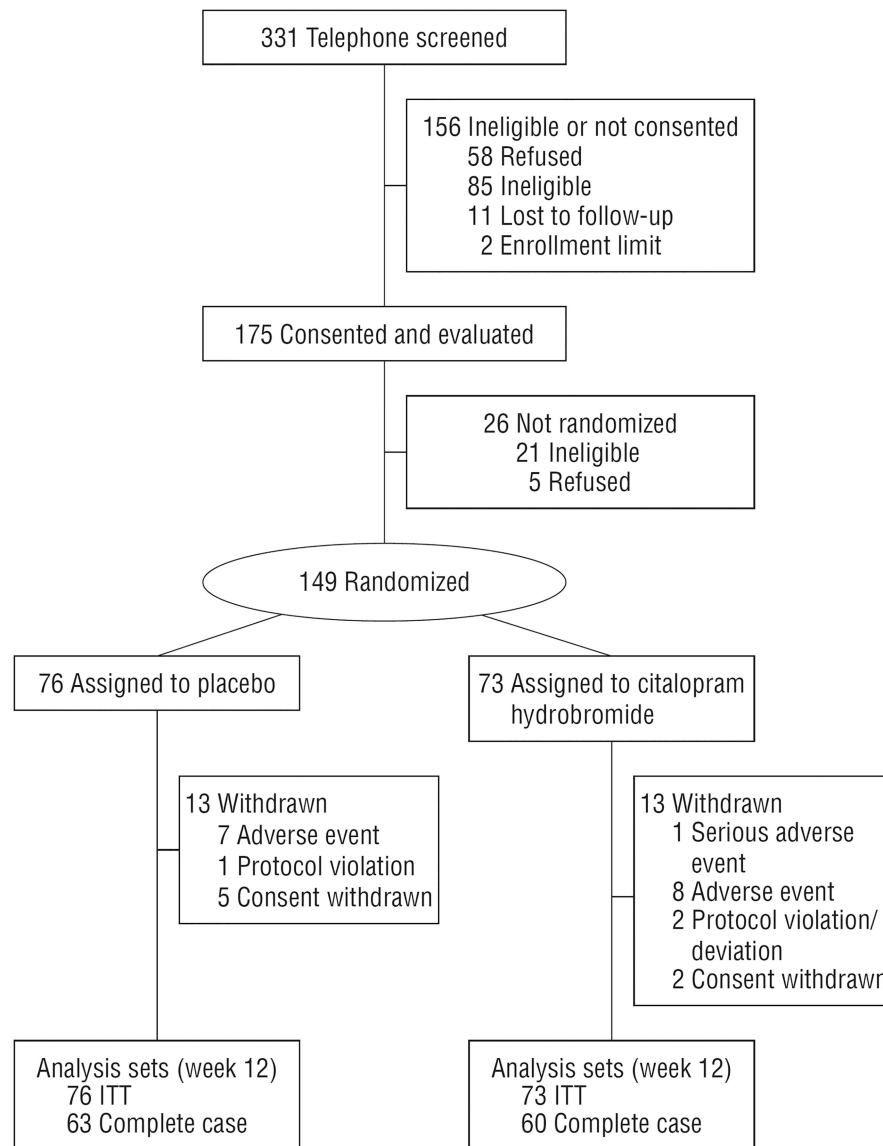 331 Telephone screened
156 Ineligible or not consented
58 Refused
85 Ineligible
11 Lost to follow-up
2 Enrollment limit
175 Consented and evaluated
26 Not randomized
21 Ineligible
5 Refused
149 Randomized
76 Assigned to placebo
73 Assigned to citalopram
hydrobromide
13 Withdrawn
7 Adverse event
1 Protocol violation
5 Consent withdrawn
13 Withdrawn
1 Serious adverse
event
8 Adverse event
2 Protocol violation/
deviation
2 Consent withdrawn
Analysis sets (week 12)
76 ITT
63 Complete case
Analysis sets (week 12)
73 ITT
60 Complete case